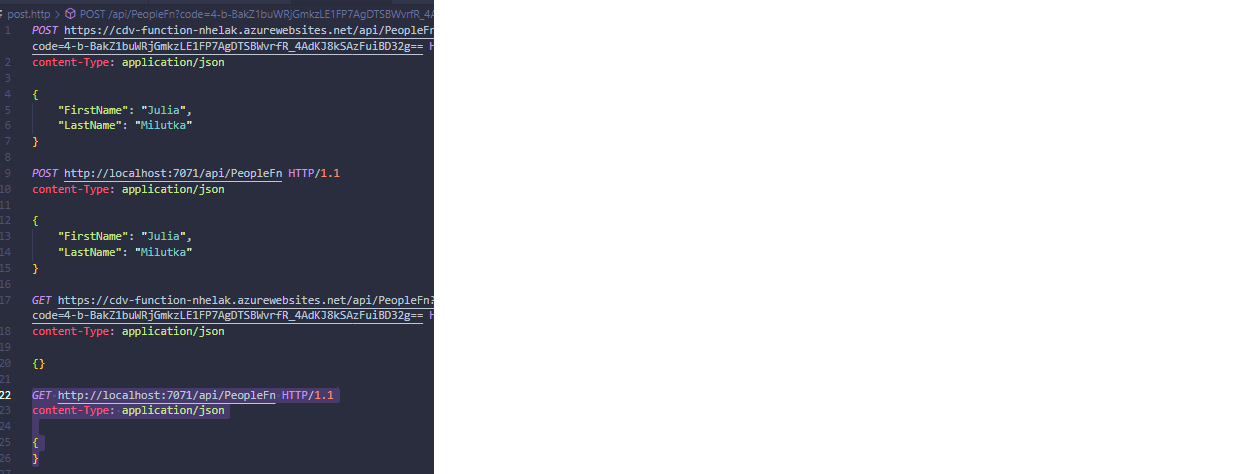 post.http > POST /api/PeopleFn?code=4-b-BakZ1buWRjGmkzLE1FP7AgDTSBWvrfR_4A
1 POST https://cdv-function-nhelak.azurewebsites.net/api/PeopleFn
code=4-b-BakZ1buWRjGmkzLE1FP7AgDTSBWvrfR_4AdKJ8kSAzFuiBD32g== H
2 content-Type: application/json
3
4 {
5 "FirstName": "Julia",
6 "LastName": "Milutka"
7 }
8
9 POST http://localhost:7071/api/PeopleFn HTTP/1.1
10 content-Type: application/json
11
12 {
13 "FirstName": "Julia",
14 "LastName": "Milutka"
15 }
16
17 GET https://cdv-function-nhelak.azurewebsites.net/api/PeopleFn?
code=4-b-BakZ1buWRjGmkzLE1FP7AgDTSBWvrfR_4AdKJ8kSAzFuiBD32g== H
18 content-Type: application/json
19
20 {}
21
22 GET http://localhost:7071/api/PeopleFn HTTP/1.1
23 content-Type: application/json
24
25 {
26 }
27